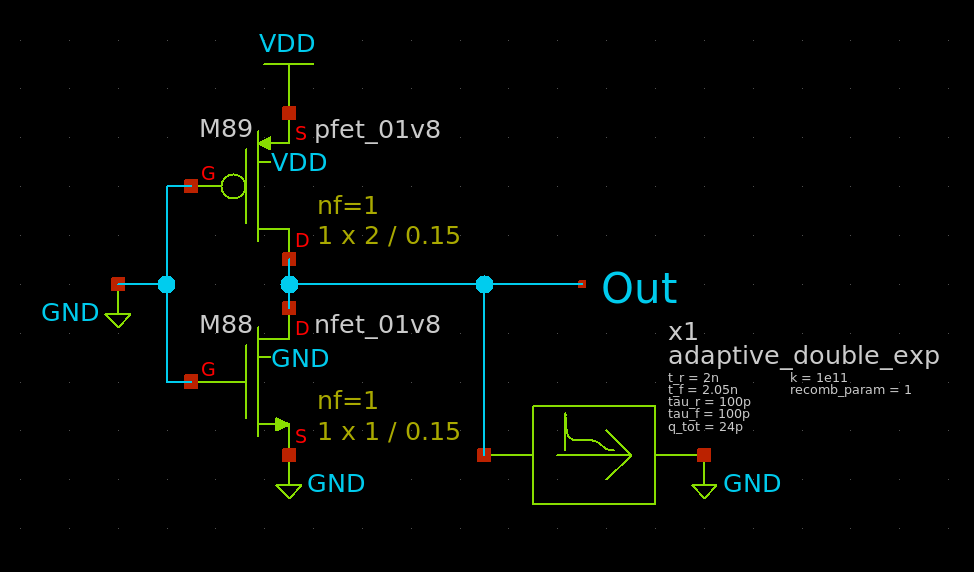 VDD
M89
S
pfet_01v8
VDD
G
nf=1
1 x 2 / 0.15
D
Out
GND
M88
D
nfet_01v8
GND
G
nf=1
1 x 1 / 0.15
S
GND
x1
adaptive_double_exp
t_r = 2n
k = 1e11
t_f = 2.05n
recomb_param = 1
tau_r = 100p
tau_f = 100p
q_tot = 24p
GND